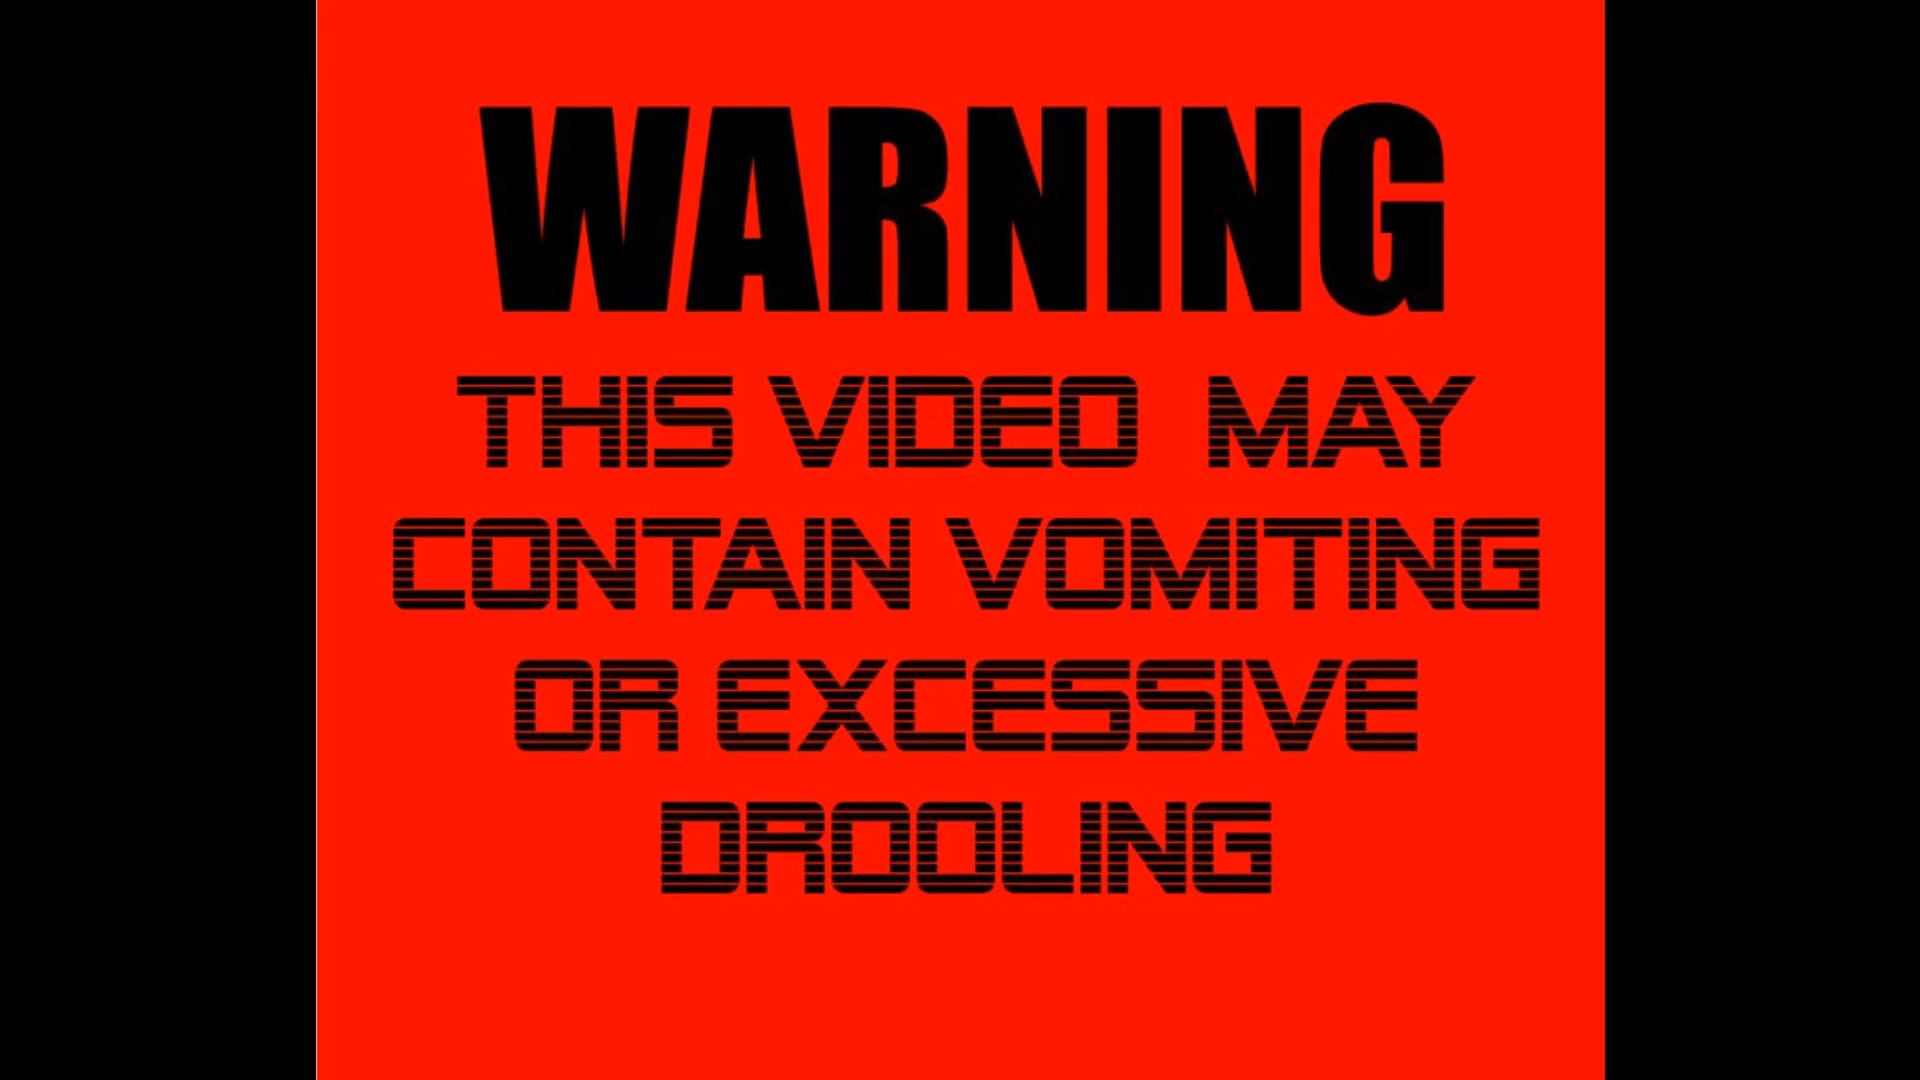 WARNING
THIS VIDEO MAY
CONTAIN VOMITING
OR EXCESSIVE
DROOLING